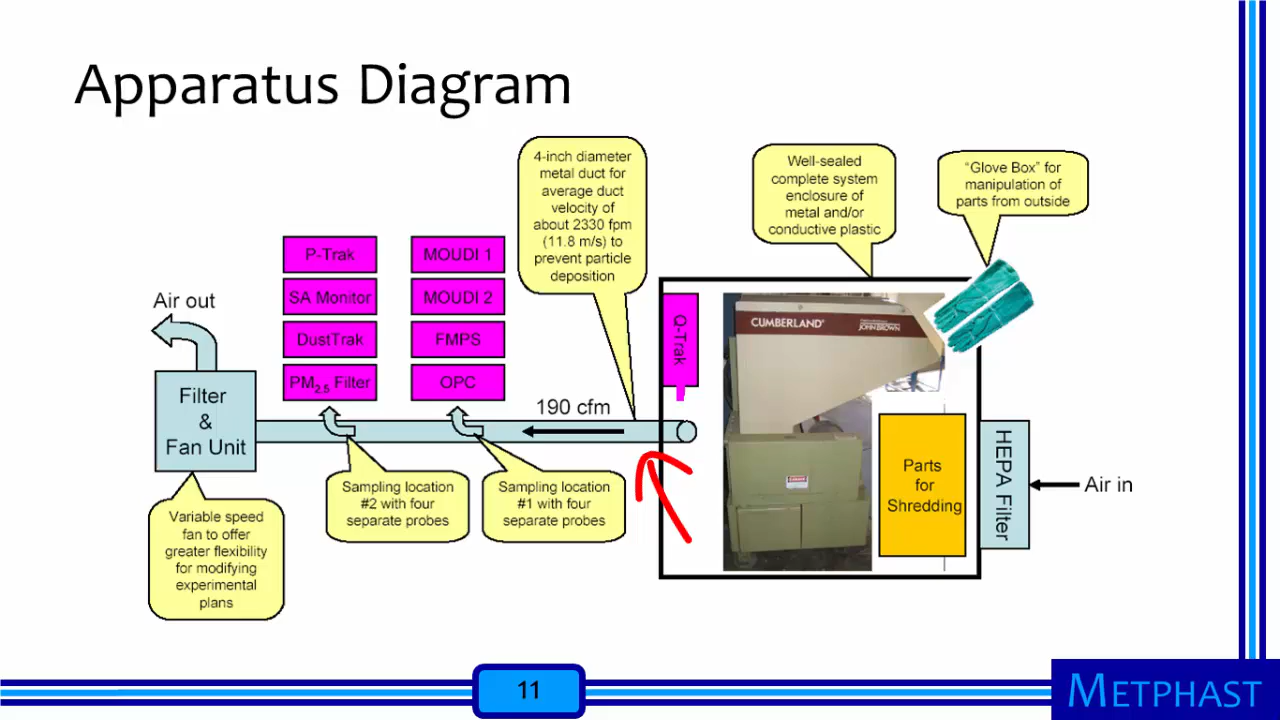 Apparatus Diagram
4-inch diameter
metal duct for
average duct
velocity of
about 2330 fpm
(11.8 m/s) to
prevent particle
deposition
Well-sealed
complete system
enclosure of
metal and/or
conductive plastic
“Glove Box” for
manipulation of
parts from outside
P-Trak
SA Monitor
DustTrak
PM2.5 Filter
MOUDI 1
MOUDI 2
FMPS
OPC
Air out
Filter
&
Fan Unit
190 cfm
Q-Trak
CUMBERLAND
JOHN BROWN
Parts
for
Shredding
HEPA Filter
Air in
Sampling location
#2 with four
separate probes
Sampling location
#1 with four
separate probes
Variable speed
fan to offer
greater flexibility
for modifying
experimental
plans
11
METPHAST